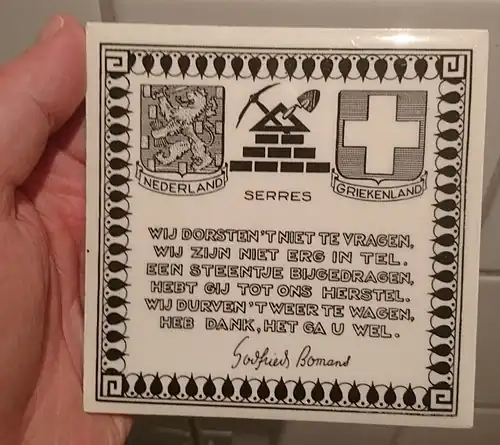 NEDERLAND
SERRES
GRIEKENLAND
WIJ DORSTEN 'T NIET TE VRAGEN,
WIJ ZIJN NIET ERG IN TEL.
EEN STEENTJE BIJGEDRAGEN,
HEBT GIJ TOT ONS HERSTEL.
WIJ DURVEN 'T WEER TE WAGEN,
HEB DANK, HET GA U WEL.
Godfried Bomans